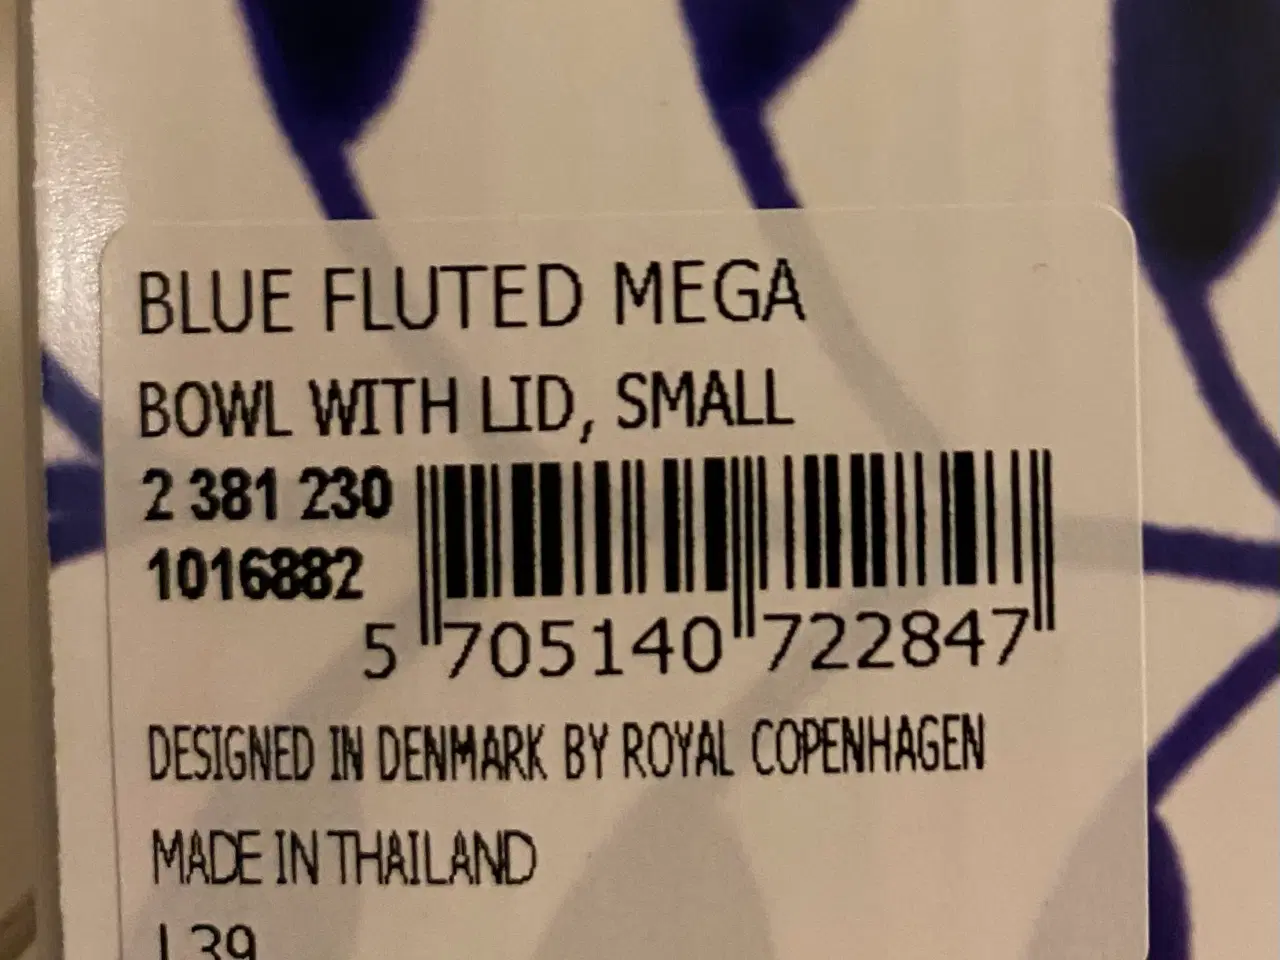 BLUE FLUTED MEGA
BOWL WITH LID, SMALL
2 381 230
1016882
5 705140 722847
DESIGNED IN DENMARK BY ROYAL COPENHAGEN
MADE IN THAILAND
L39